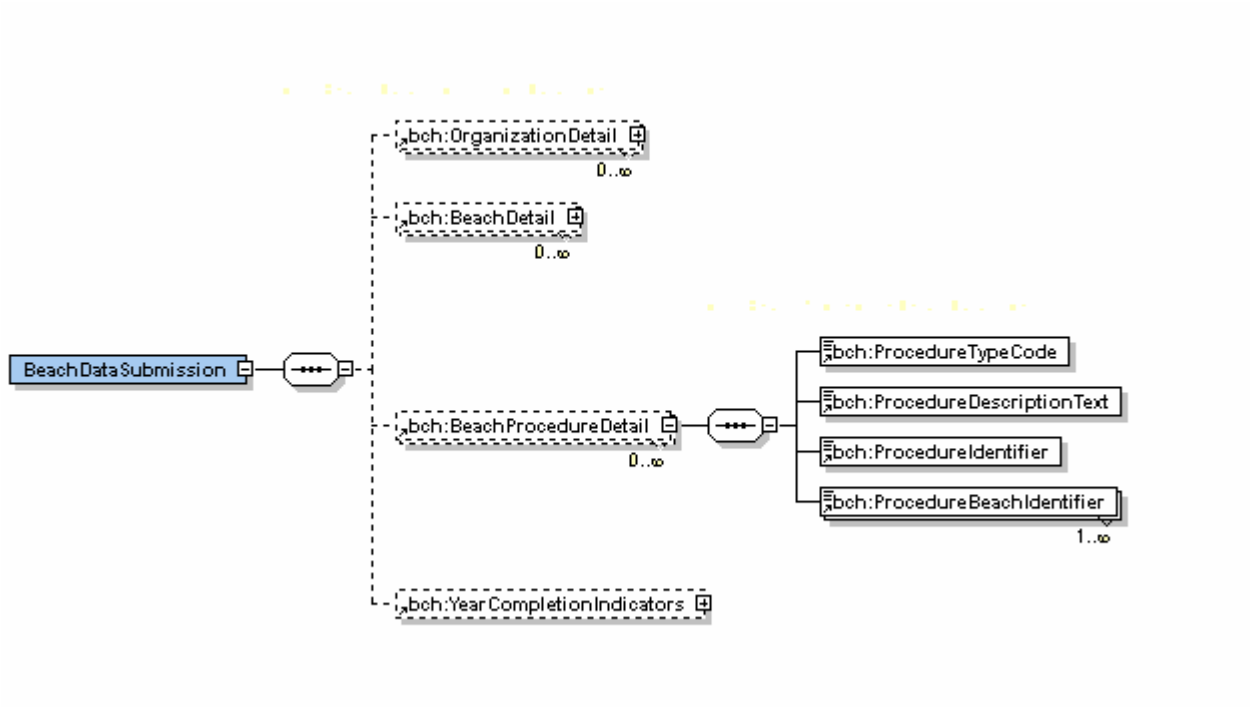 bch:OrganizationDetail
0..∞
bch:BeachDetail
0..∞
BeachDataSubmission
bch:ProcedureTypeCode
bch:ProcedureDescriptionText
bch:BeachProcedureDetail
0..∞
bch:ProcedureIdentifier
bch:ProcedureBeachIdentifier
1..∞
bch:YearCompletionIndicators